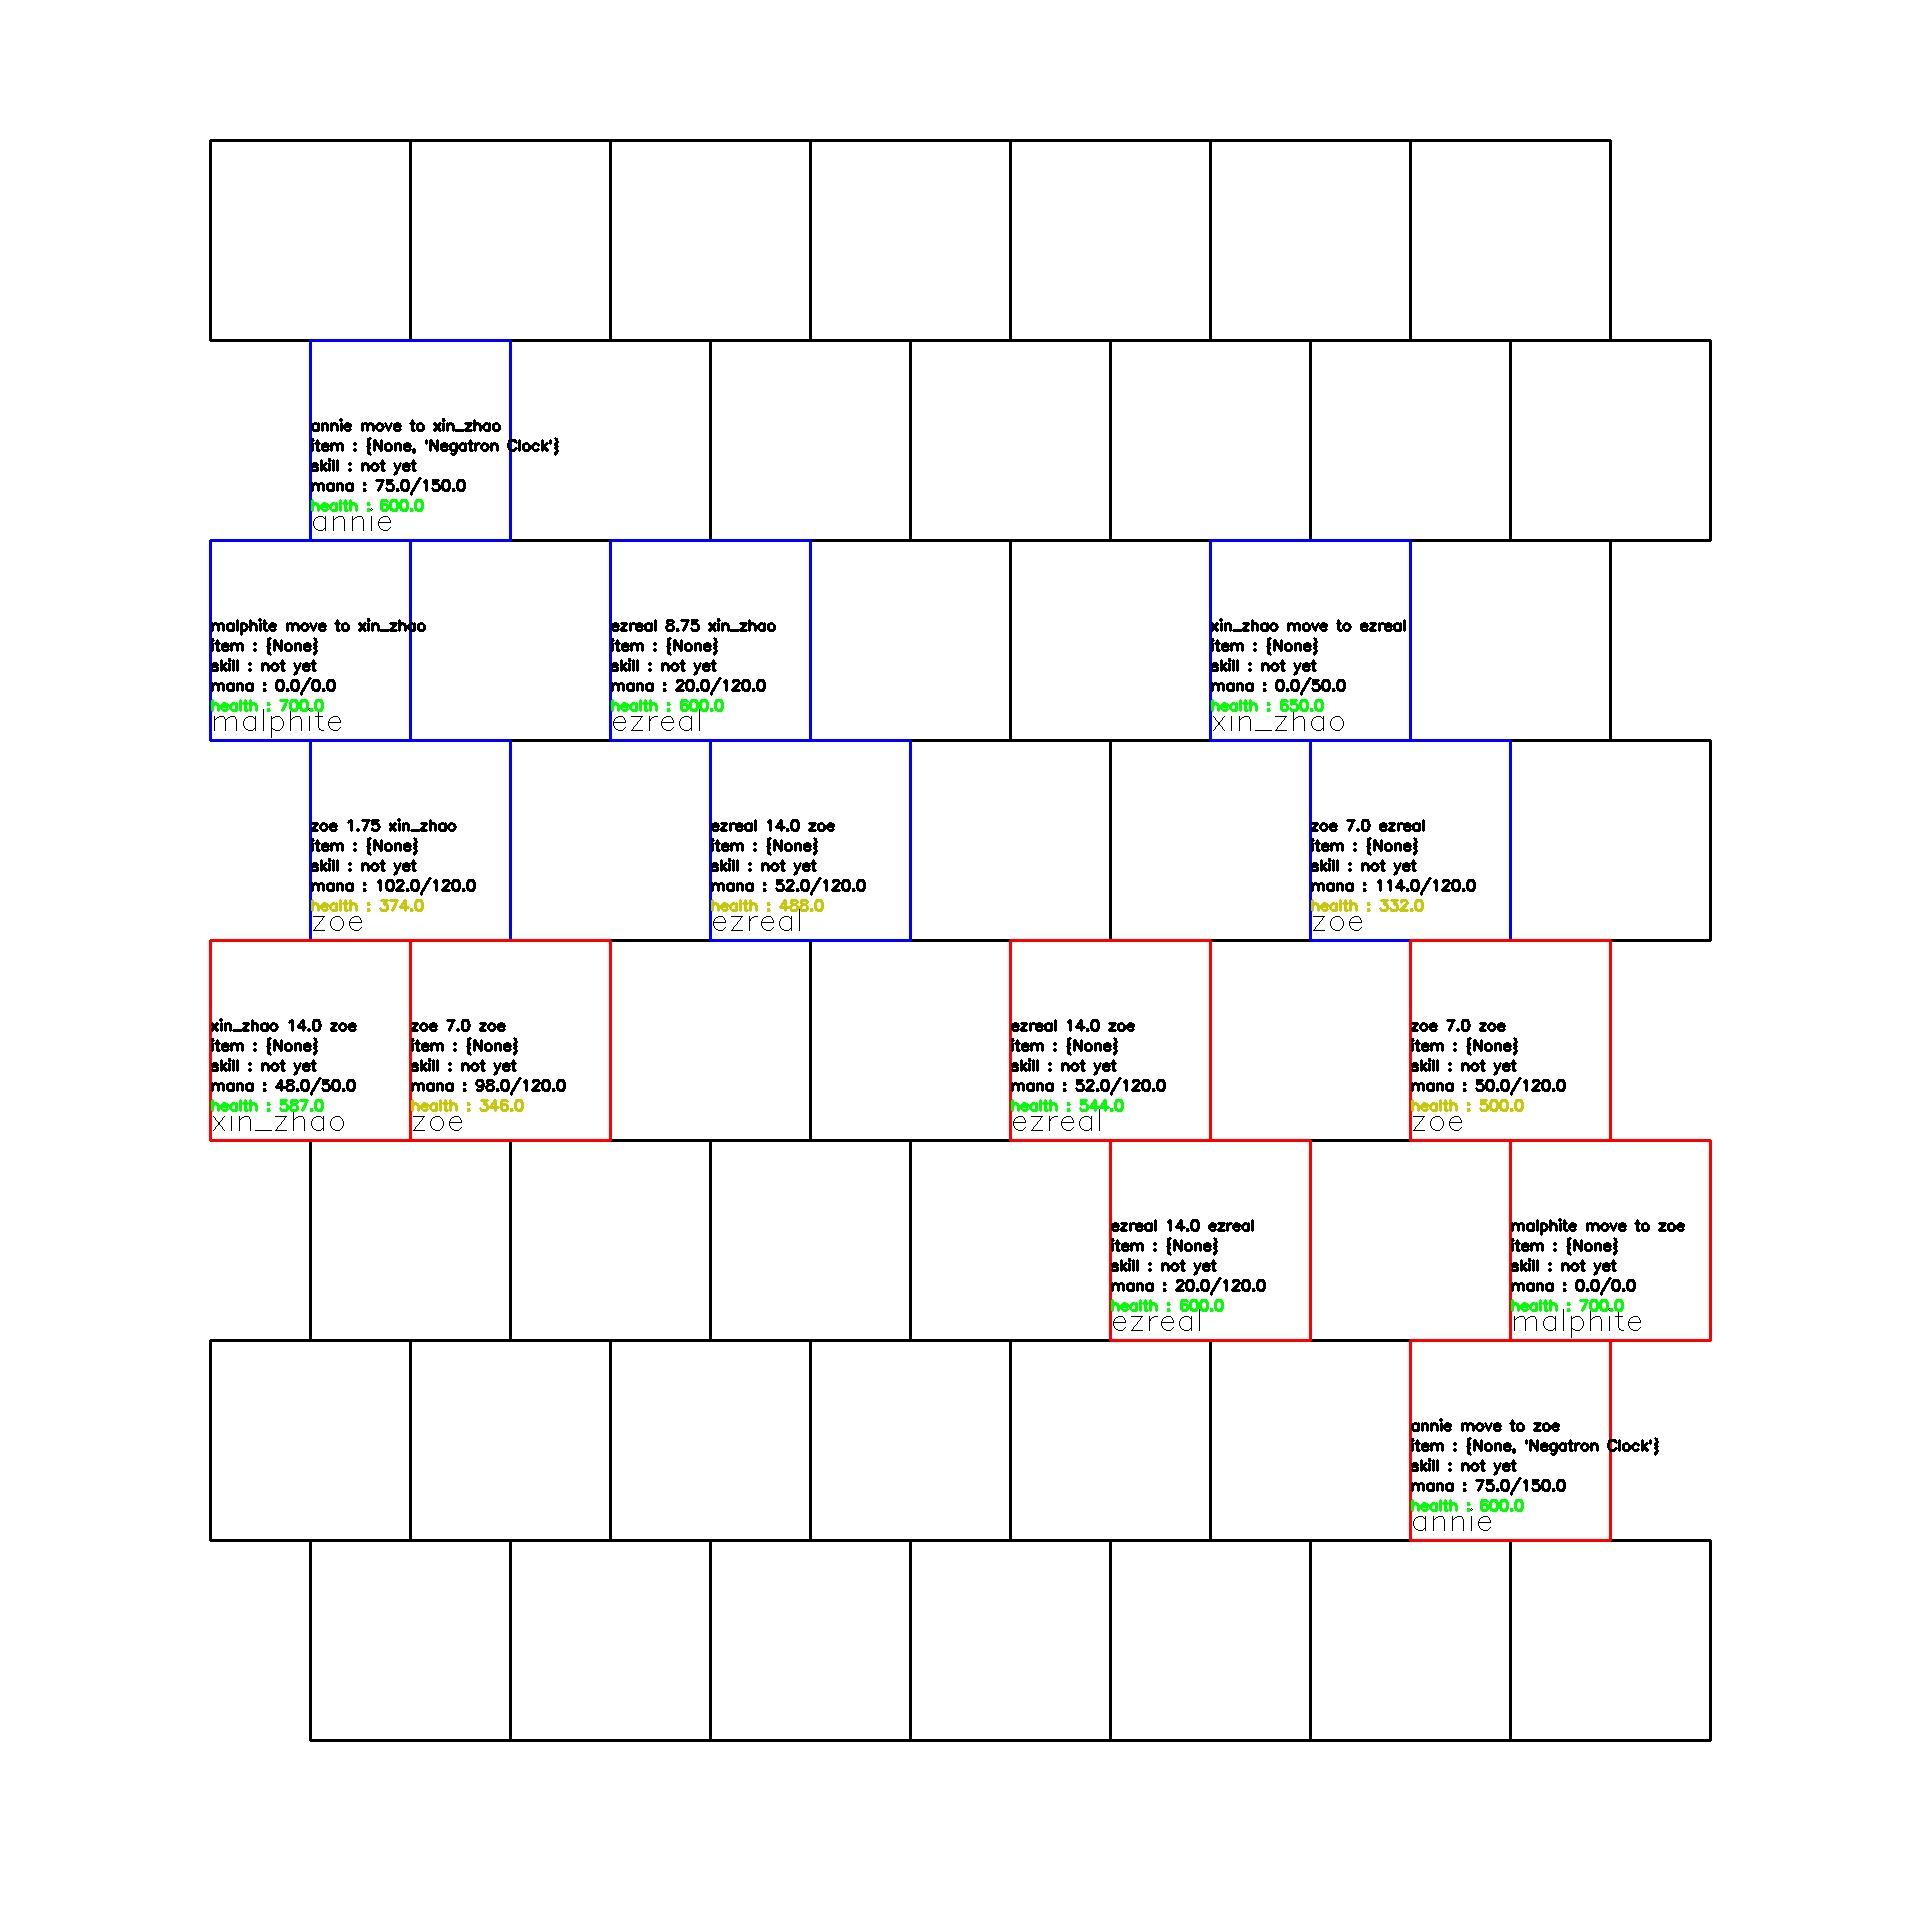 annie move to xin_zhao
item : {None, 'Negatron Clock'}
skill : not yet
mana : 75.0/150.0
health : 600.0
annie
malphite move to xin_zhao
item : {None}
skill : not yet
mana : 0.0/0.0
health : 700.0
malphite
ezreal 8.75 xin_zhao
item : {None}
skill : not yet
mana : 20.0/120.0
health : 600.0
ezreal
xin_zhao move to ezreal
item : {None}
skill : not yet
mana : 0.0/50.0
health : 650.0
xin_zhao
zoe 1.75 xin_zhao
item : {None}
skill : not yet
mana : 102.0/120.0
health : 374.0
zoe
ezreal 14.0 zoe
item : {None}
skill : not yet
mana : 52.0/120.0
health : 488.0
ezreal
zoe 7.0 ezreal
item : {None}
skill : not yet
mana : 114.0/120.0
health : 332.0
zoe
xin_zhao 14.0 zoe
item : {None}
skill : not yet
mana : 48.0/50.0
health : 587.0
xin_zhao
zoe 7.0 zoe
item : {None}
skill : not yet
mana : 98.0/120.0
health : 346.0
zoe
ezreal 14.0 zoe
item : {None}
skill : not yet
mana : 52.0/120.0
health : 544.0
ezreal
zoe 7.0 zoe
item : {None}
skill : not yet
mana : 50.0/120.0
health : 500.0
zoe
ezreal 14.0 ezreal
item : {None}
skill : not yet
mana : 20.0/120.0
health : 600.0
ezreal
malphite move to zoe
item : {None}
skill : not yet
mana : 0.0/0.0
health : 700.0
malphite
annie move to zoe
item : {None, 'Negatron Clock'}
skill : not yet
mana : 75.0/150.0
health : 600.0
annie